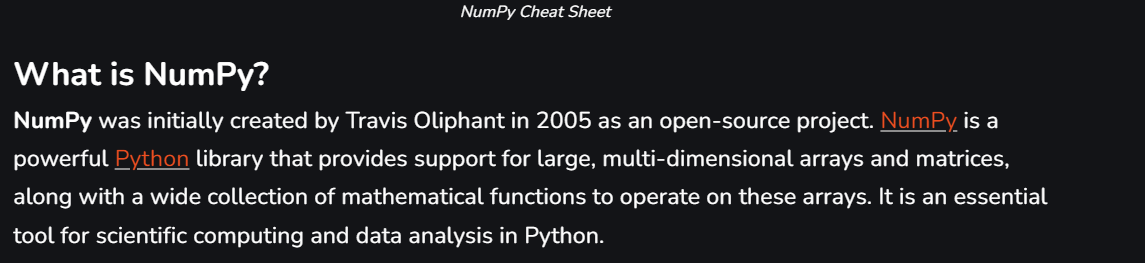 NumPy Cheat Sheet
What is NumPy?
NumPy was initially created by Travis Oliphant in 2005 as an open-source project. NumPy is a
powerful Python library that provides support for large, multi-dimensional arrays and matrices,
along with a wide collection of mathematical functions to operate on these arrays. It is an essential
tool for scientific computing and data analysis in Python.